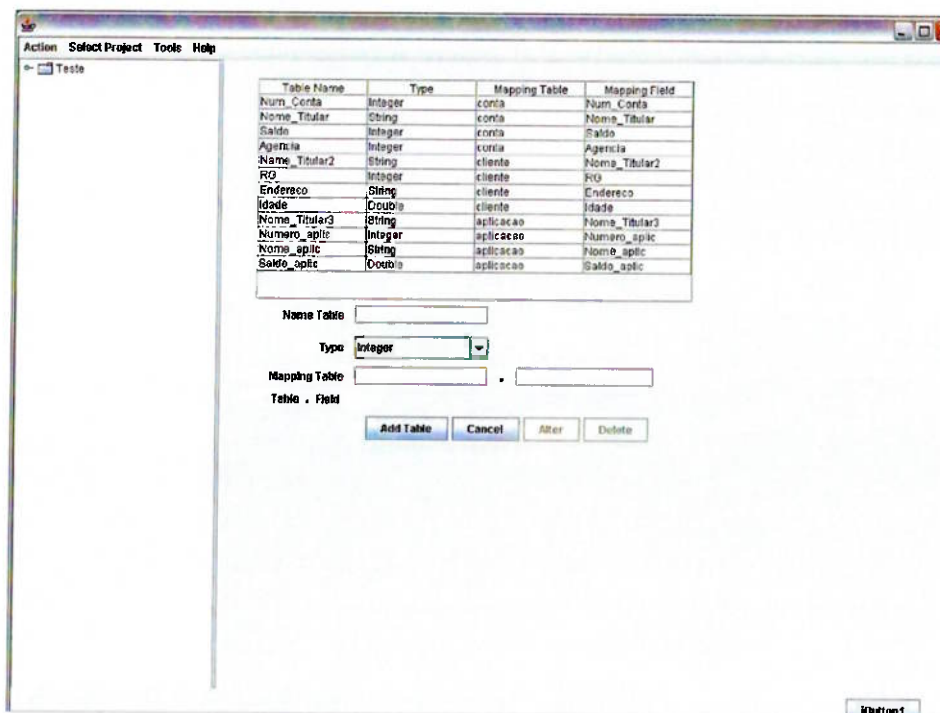 Action Select Project Tools Help
Teste
Table Name Type Mapping Table Mapping Field
Num_Conta Integer conta Num_Conta
Nome_Titular String conta Nome_Titular
Saldo Integer conta Saldo
Agencia Integer conta Agencia
Name_Titular2 String cliente Nome_Titular2
RG Integer cliente RG
Endereco String cliente Endereco
Idade Double cliente Idade
Nome_Titular3 String aplicacao Nome_Titular3
Numero_aplic Integer aplicacao Numero_aplic
Nome_aplic String aplicacao Nome_aplic
Saldo_aplic Double aplicacao Saldo_aplic
Name Table
Type Integer
Mapping Table .
Table . Field
Add Table Cancel Alter Delete
jButton1